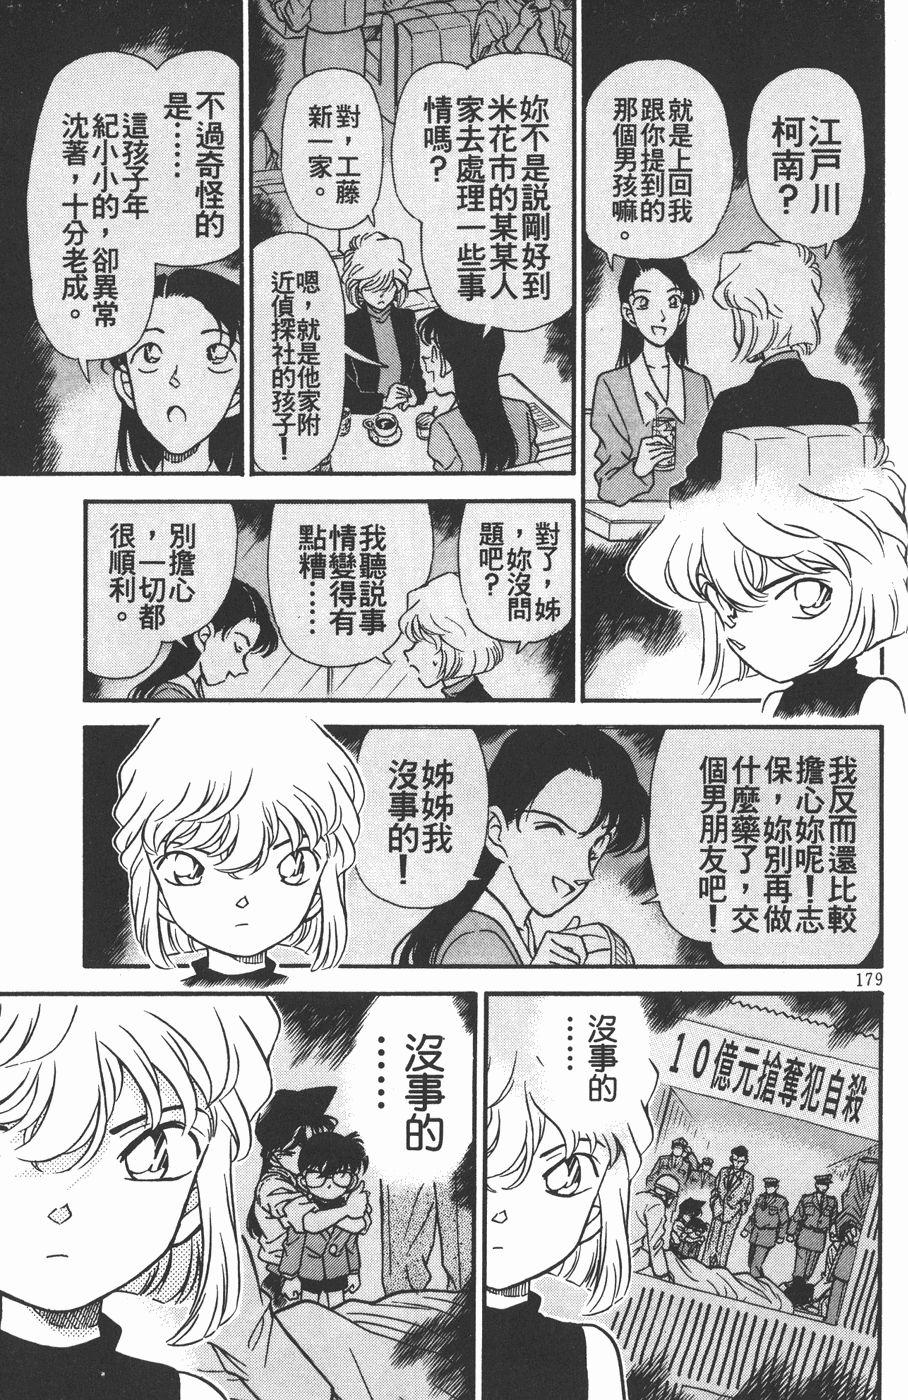 江戸川
柯南？
就是上回我
跟你提到的
那個男孩嘛。
妳不是説剛好到
米花市的某某人
家去處理一些事
情嗎？
對，工藤
新一家。
嗯，就是他家附
近偵探社的孩子！
不過奇怪的
是……
這孩子年
紀小小的，卻異常
沈著，十分老成。
對了，姊
，妳沒問
題吧？
我聽説事
情變得有
點糟……
別擔心
，一切都
很順利。
我反而還比較
擔心妳呢！志
保，妳別再做
什麼藥了，交
個男朋友吧！
姊姊我
沒事的！
179
10億元搶奪犯自殺
沒事的
……
沒事的
……